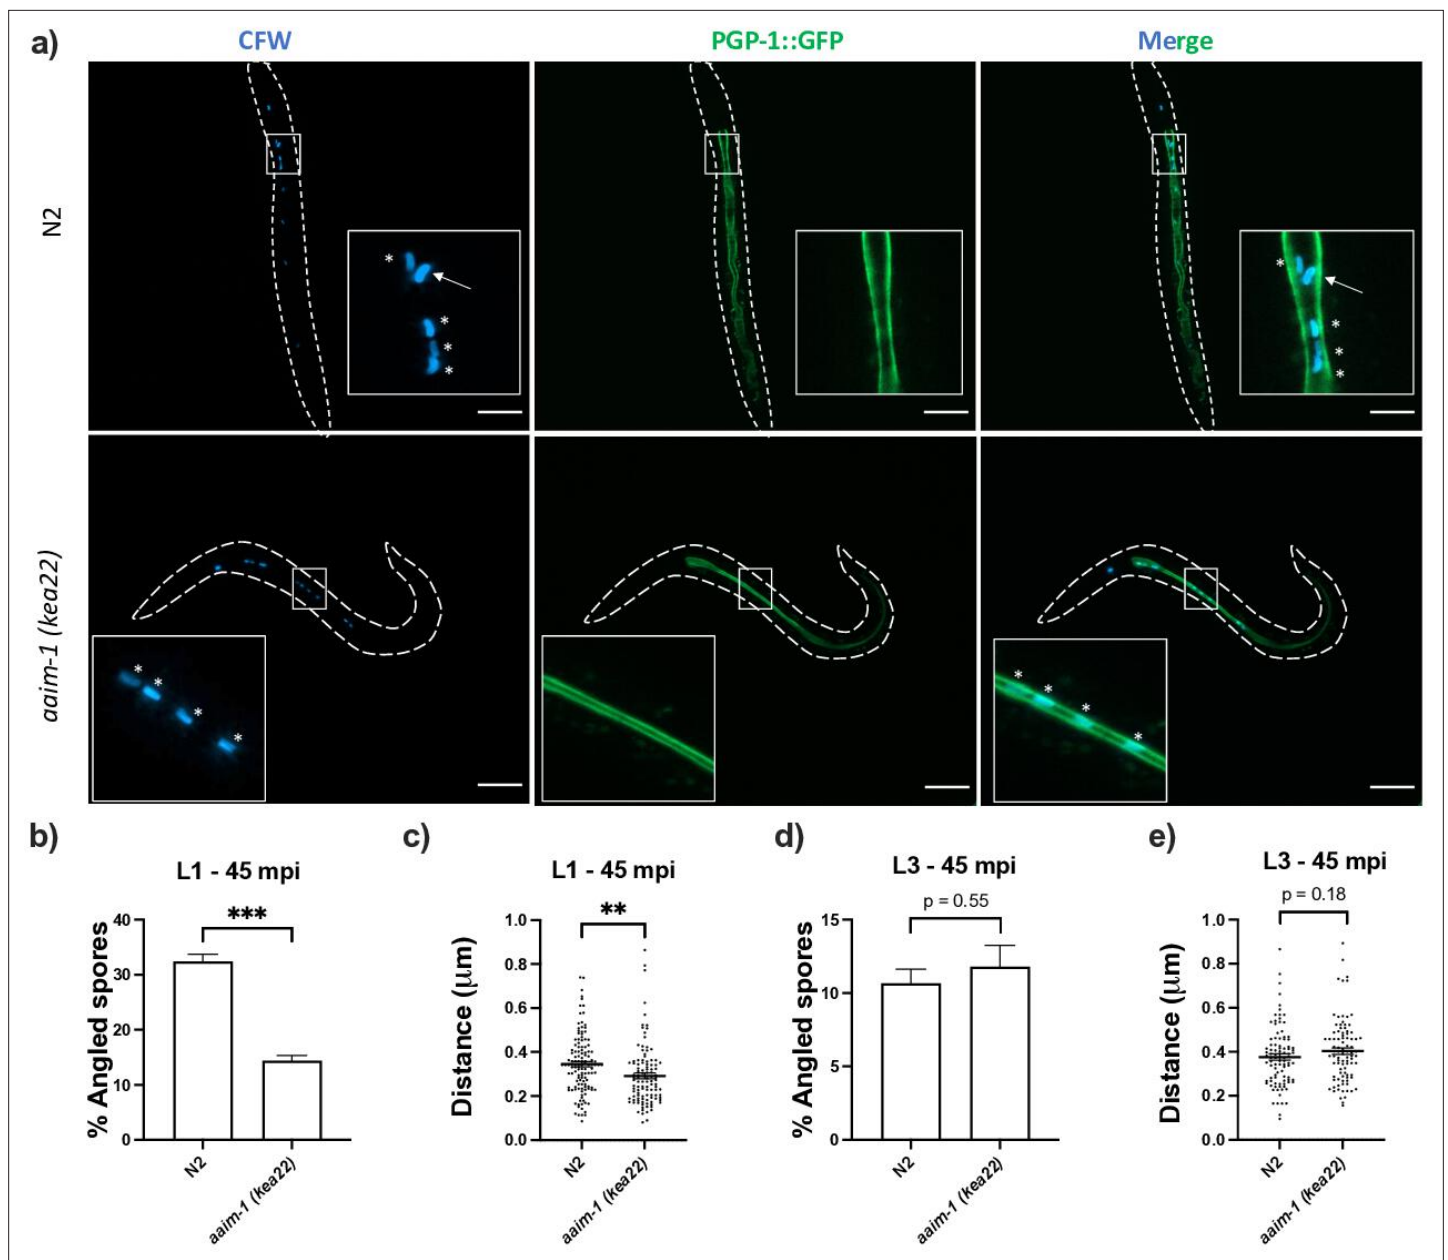 a)
CFW
PGP-1::GFP
Merge
N2
*
*
*
*
*
*
*
*
aaim-1 (kea22)
*
*
*
*
*
*
*
*
b)
L1 - 45 mpi
***
% Angled spores
40
30
20
10
0
N2
aaim-1 (kea22)
c)
L1 - 45 mpi
**
Distance (μm)
1.0
0.8
0.6
0.4
0.2
0.0
N2
aaim-1 (kea22)
d)
L3 - 45 mpi
p = 0.55
% Angled spores
15
10
5
0
N2
aaim-1 (kea22)
e)
L3 - 45 mpi
p = 0.18
Distance (μm)
1.0
0.8
0.6
0.4
0.2
0.0
N2
aaim-1 (kea22)